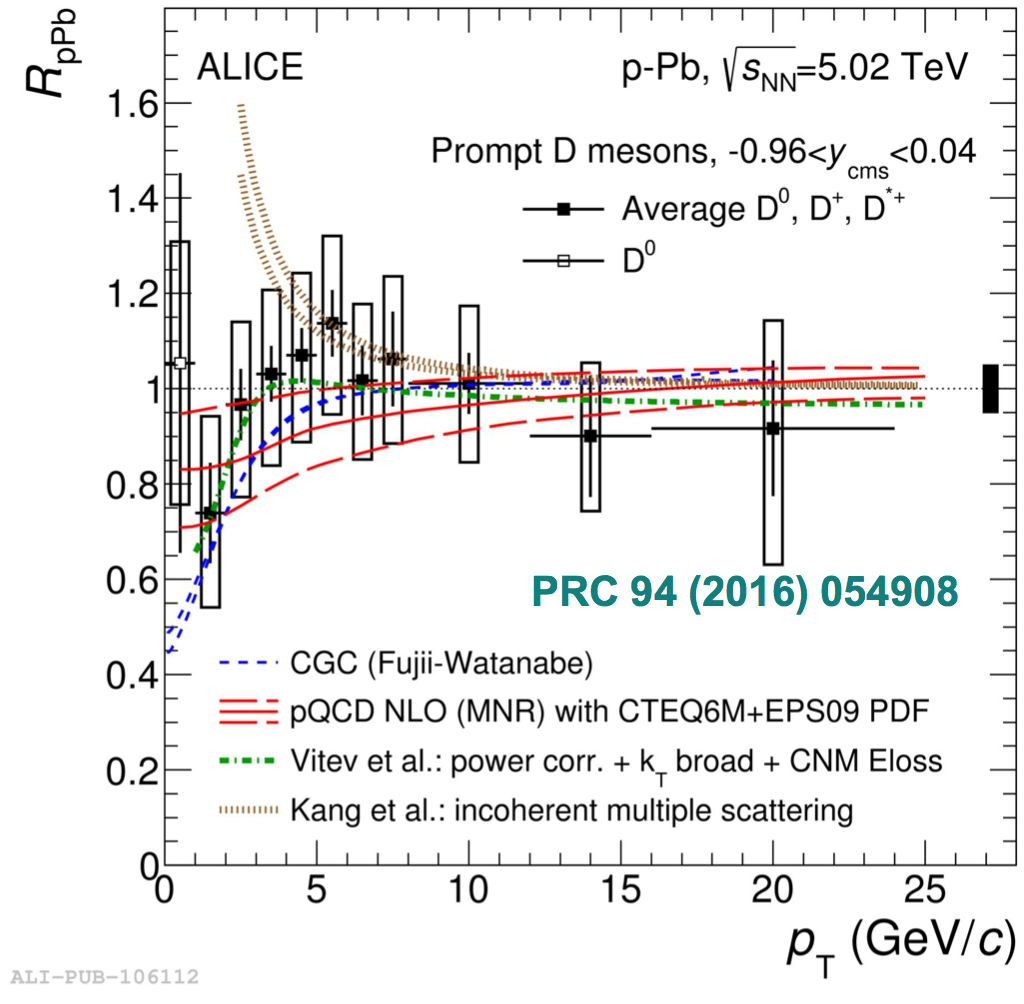 R_pPb
ALICE
p-Pb, √s_NN=5.02 TeV
Prompt D mesons, -0.96<y_cms<0.04
Average D^0, D^+, D^*+
D^0
1.6
1.4
1.2
1
0.8
0.6
0.4
0.2
0
PRC 94 (2016) 054908
CGC (Fujii-Watanabe)
pQCD NLO (MNR) with CTEQ6M+EPS09 PDF
Vitev et al.: power corr. + k_T broad + CNM Eloss
Kang et al.: incoherent multiple scattering
0 5 10 15 20 25
p_T (GeV/c)
ALI-PUB-106112